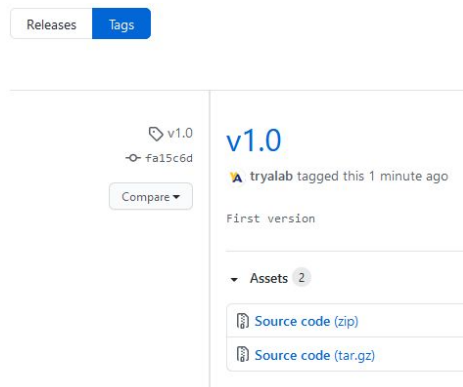 Releases Tags
v1.0
fa15c6d
Compare
v1.0
tryalab tagged this 1 minute ago
First version
Assets 2
Source code (zip)
Source code (tar.gz)